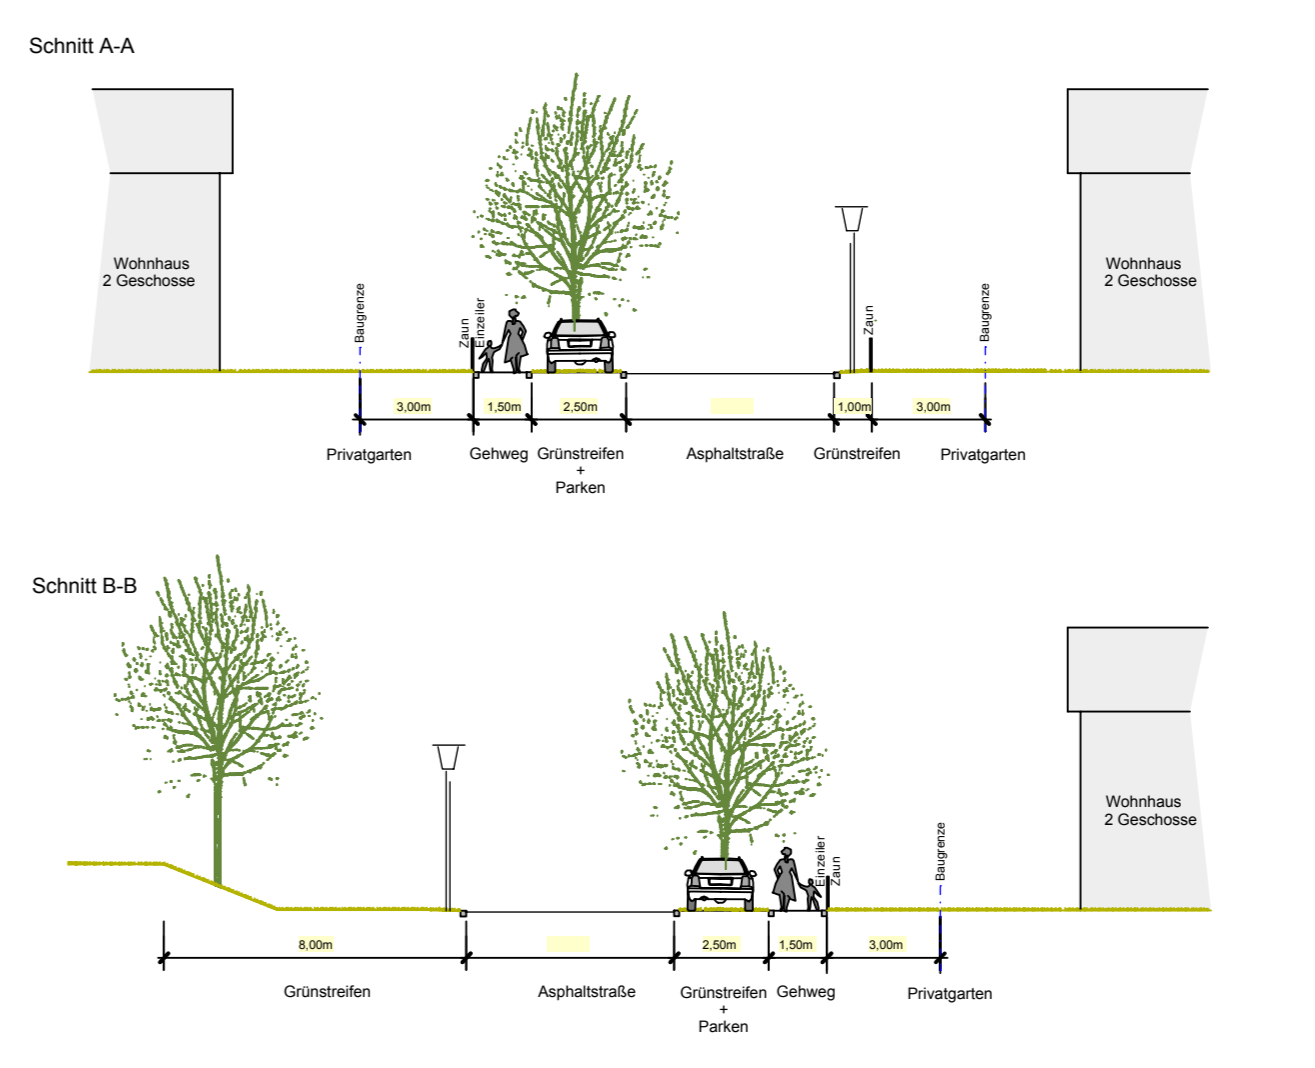 Schnitt A-A
Wohnhaus
2 Geschosse
Wohnhaus
2 Geschosse
Baugrenze
Zaun
Einzeiler
Zaun
Baugrenze
3,00m
1,50m
2,50m
1,00m
3,00m
Privatgarten
Gehweg
Grünstreifen
+
Parken
Asphaltstraße
Grünstreifen
Privatgarten
Schnitt B-B
Wohnhaus
2 Geschosse
Einzeiler
Zaun
Baugrenze
8,00m
2,50m
1,50m
3,00m
Grünstreifen
Asphaltstraße
Grünstreifen
+
Parken
Gehweg
Privatgarten